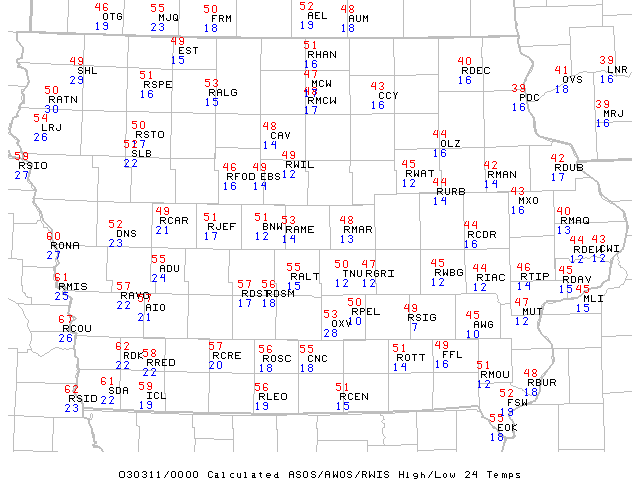 46 OTG 19
55 MJQ 23
50 FRM 18
52 AEL 19
48 AUM 18
49 EST 15
51 RHAN 16
49 SHL 29
51 RSPE 16
53 RALG 15
47 MCW
RMCW 17
43 CCY 16
40 RDEC 16
39 PDC 16
41 OVS 18
39 LNR 16
39 MRJ 16
50 RATN 30
54 LRJ 26
50 RSTO 17
SLB 22
48 CAV 14
44 OLZ 16
59 RSIO 27
46 RFOD 16
49 EBS 14
49 RWIL 12
45 RWAT 12
44 RURB 14
42 RMAN 14
42 RDUB 17
43 MXO 16
40 RMAQ 13
60 RONA 27
52 DNS 23
49 RCAR 21
51 RJEF 17
51 BNW 12
53 RAME 14
48 RMAR 13
44 RCDR 16
44 RDEW 12
43 CWI 12
61 RMIS 25
55 ADU 24
57 22
AIO 21
57 RDST 17
56 RDSM 18
55 RALT 15
50 TNU 12
47 RGRI 12
45 RWBG 12
44 RIAC 12
46 RTIP 14
45 RDAV 15
45 MLI 15
67 RCOU 26
53 OXV 28
50 RPEL 10
49 RSIG 7
45 AWG 10
47 MUT 12
62 RDK 22
58 RRED 22
57 RCRE 20
56 ROSC 18
55 CNC 18
51 ROTT 14
49 FFL 16
51 RMOU 12
48 RBUR 18
62 RSID 23
61 SDA 22
59 ICL 19
56 RLEO 19
51 RCEN 15
52 FSW 19
55 EOK 18
030311/0000 Calculated ASOS/AWOS/RWIS High/Low 24 Temps